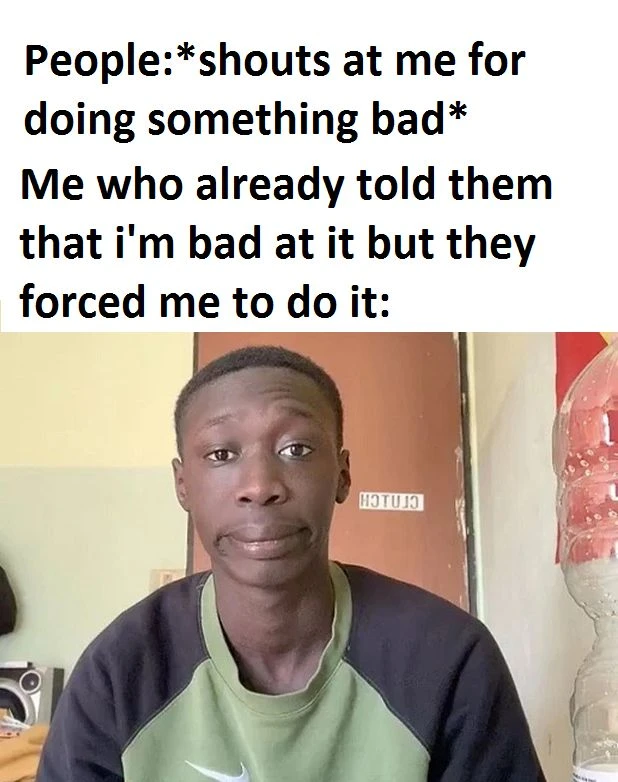 People:*shouts at me for
doing something bad*
Me who already told them
that i'm bad at it but they
forced me to do it:
CLUTCH